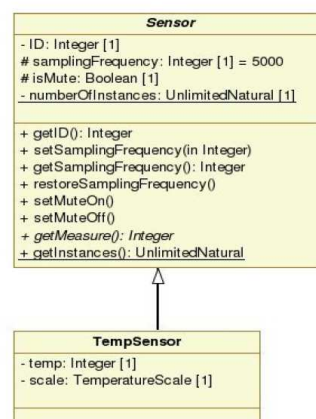 Sensor
- ID: Integer [1]
# samplingFrequency: Integer [1] = 5000
# isMute: Boolean [1]
- numberOfInstances: UnlimitedNatural [1]
+ getID(): Integer
+ setSamplingFrequency(in Integer)
+ getSamplingFrequency(): Integer
+ restoreSamplingFrequency()
+ setMuteOn()
+ setMuteOff()
+ getMeasure(): Integer
+ getInstances(): UnlimitedNatural
TempSensor
- temp: Integer [1]
- scale: TemperatureScale [1]